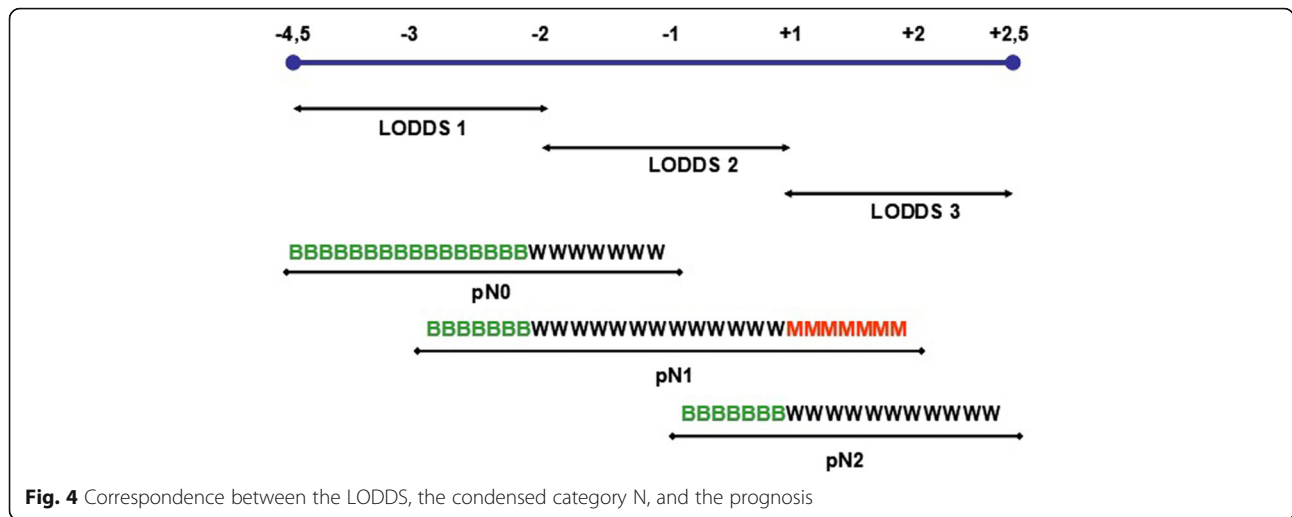 -4,5 -3 -2 -1 +1 +2 +2,5
LODDS 1
LODDS 2
LODDS 3
BBBBBBBBBBBBBBBBWWWWWWW
pN0
BBBBBBBWWWWWWWWWWWWWMMMMMMM
pN1
BBBBBBBWWWWWWWWWWW
pN2
Fig. 4 Correspondence between the LODDS, the condensed category N, and the prognosis